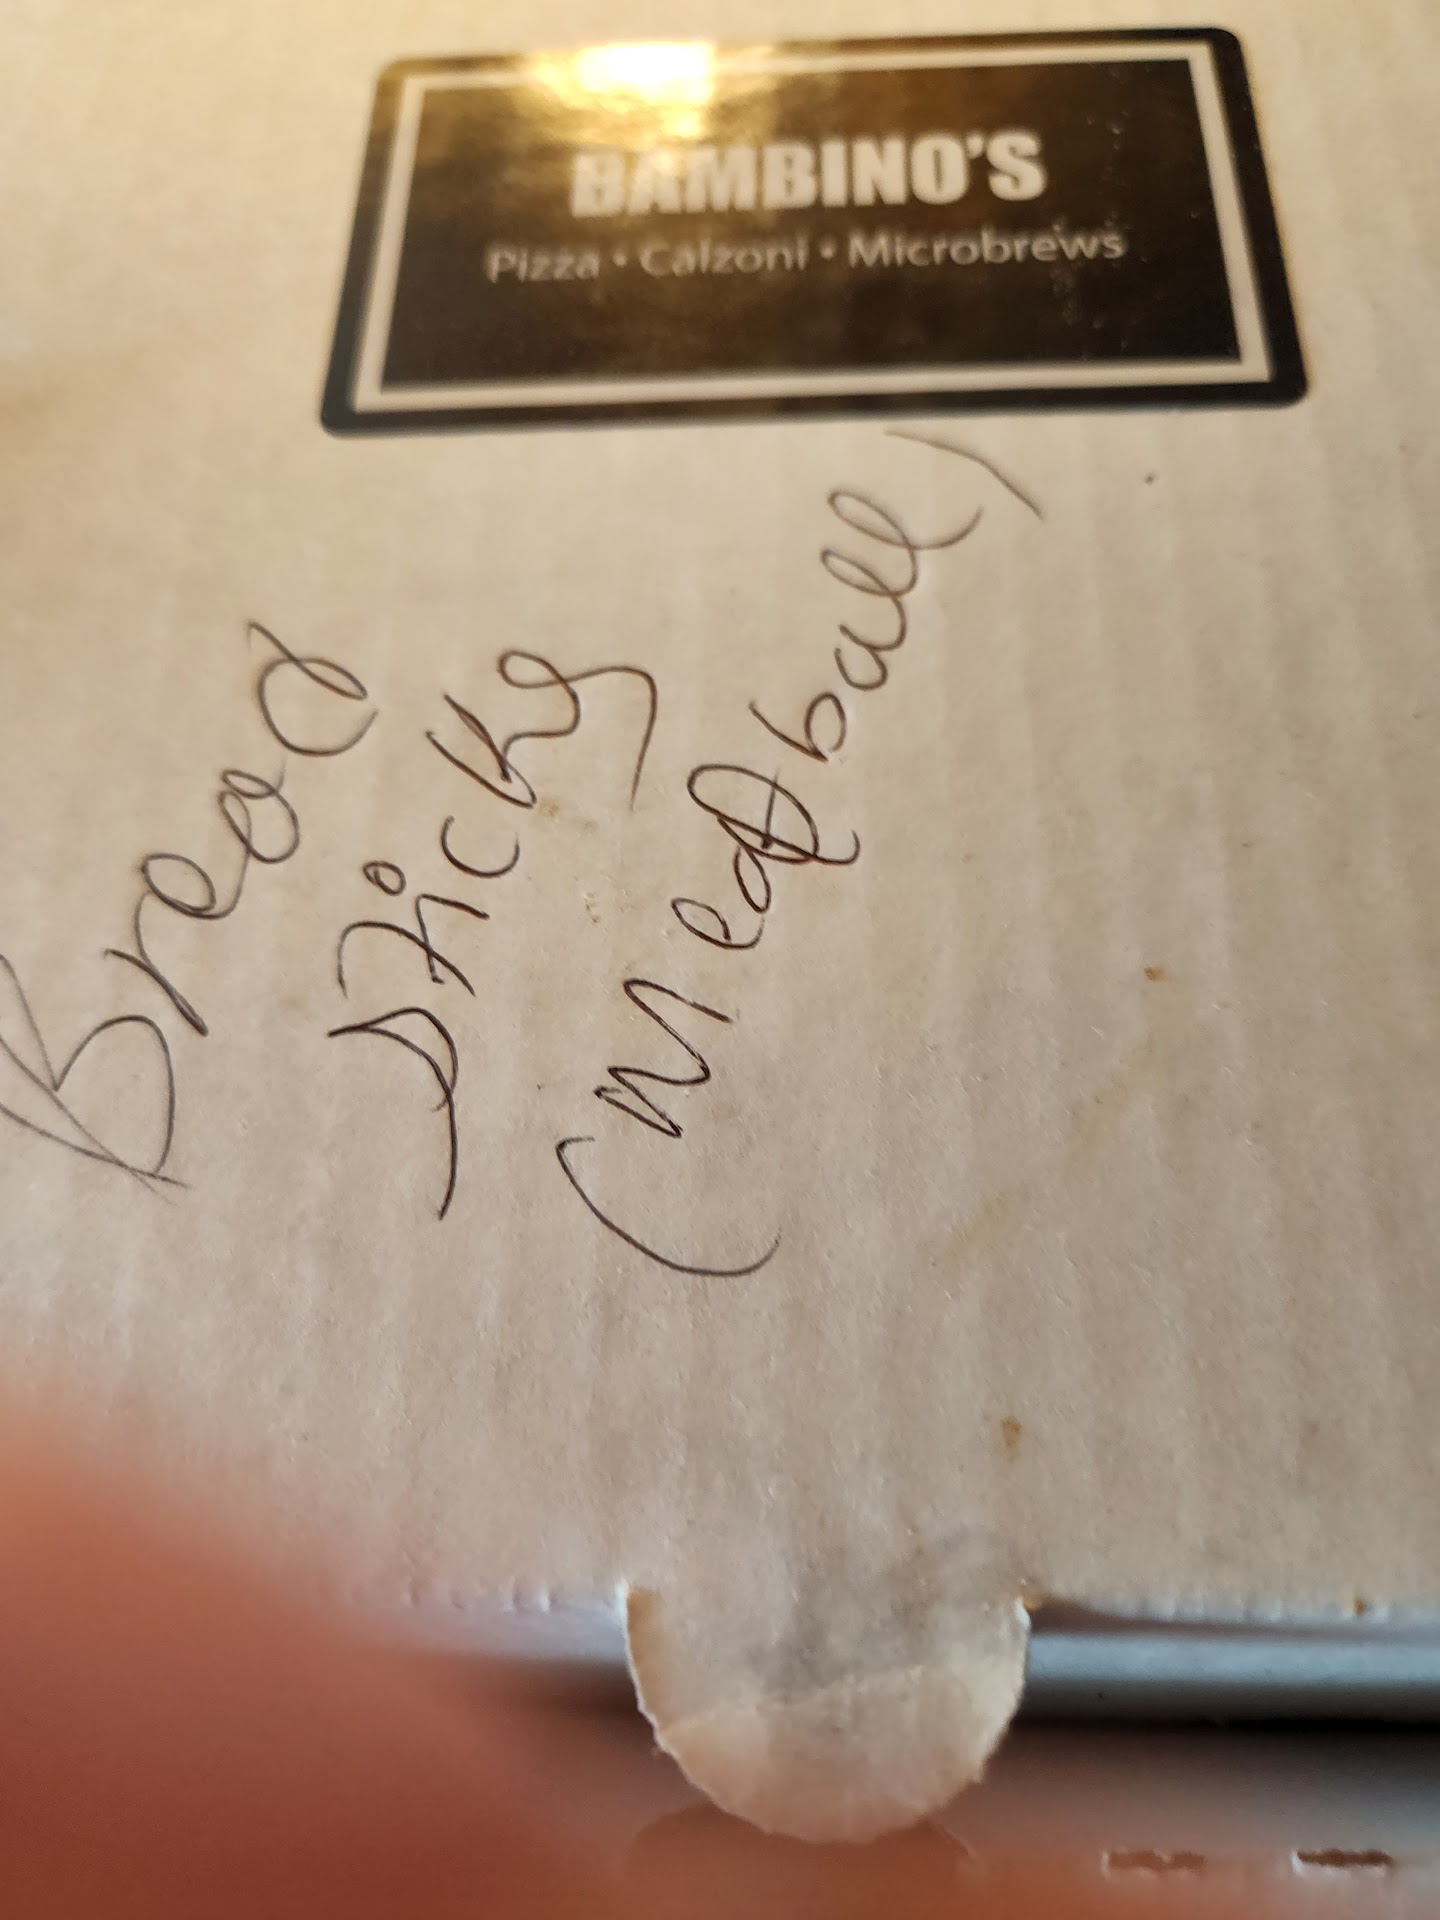 BAMBINO'S
Pizza • Calzoni • Microbrews
Bread
Sticks
(Meatball)